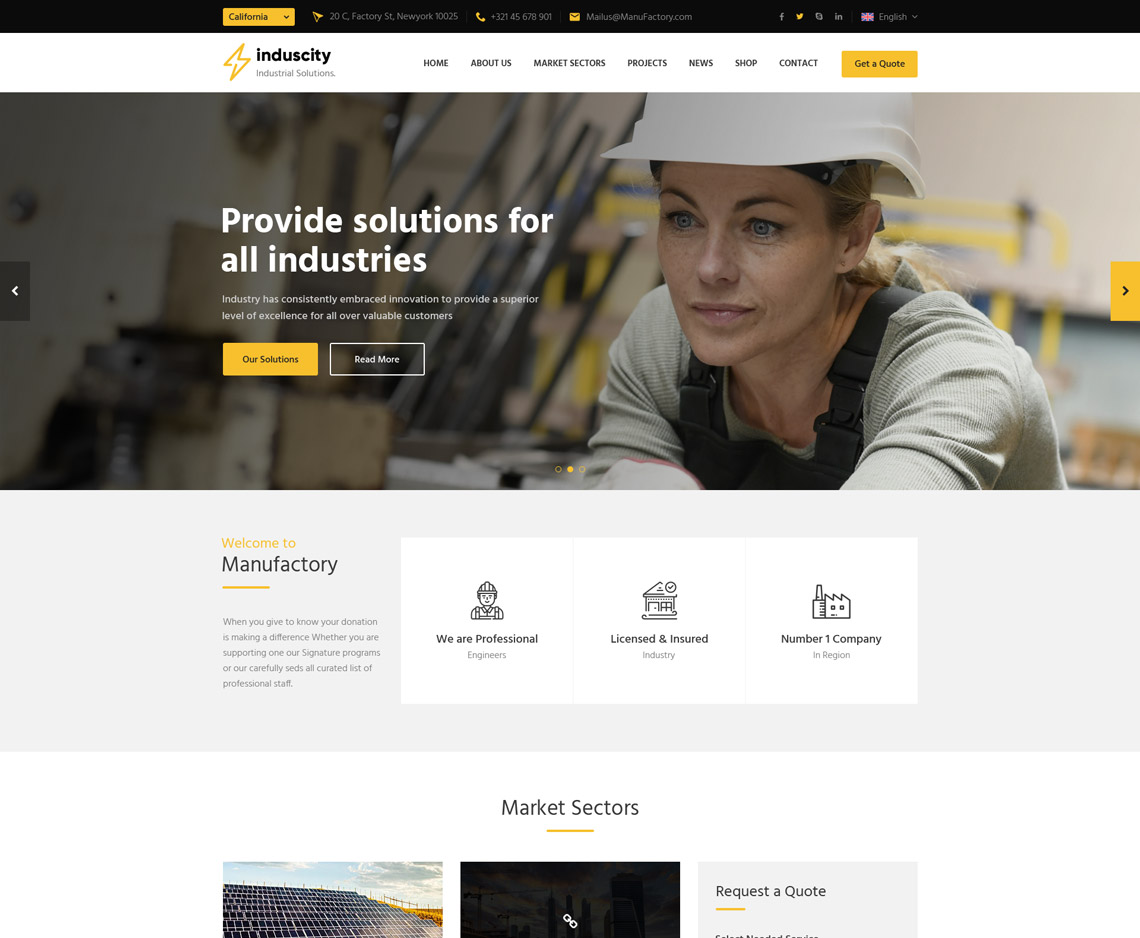 California
20 C, Factory St, Newyork 10025
+321 45 678 901
Mailus@ManuFactory.com
English
induscity
Industrial Solutions.
HOME
ABOUT US
MARKET SECTORS
PROJECTS
NEWS
SHOP
CONTACT
Get a Quote
Provide solutions for
all industries
Industry has consistently embraced innovation to provide a superior
level of excellence for all over valuable customers
Our Solutions
Read More
Welcome to
Manufactory
When you give to know your donation
is making a difference Whether you are
supporting one our Signature programs
or our carefully seds all curated list of
professional staff.
We are Professional
Engineers
Licensed & Insured
Industry
Number 1 Company
In Region
Market Sectors
Request a Quote
Select Needed Service